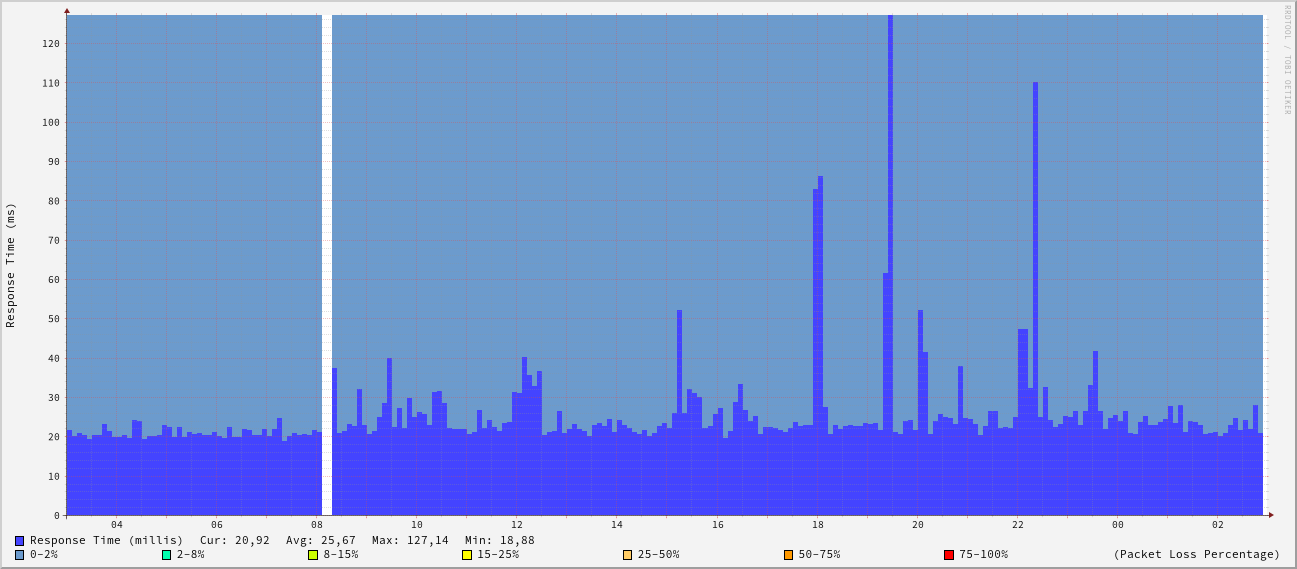 RRDTOOL / TOBI OETIKER
Response Time (ms)
120
110
100
90
80
70
60
50
40
30
20
10
0
04 06 08 10 12 14 16 18 20 22 00 02
Response Time (millis) Cur: 20,92 Avg: 25,67 Max: 127,14 Min: 18,88
0-2% 2-8% 8-15% 15-25% 25-50% 50-75% 75-100% (Packet Loss Percentage)